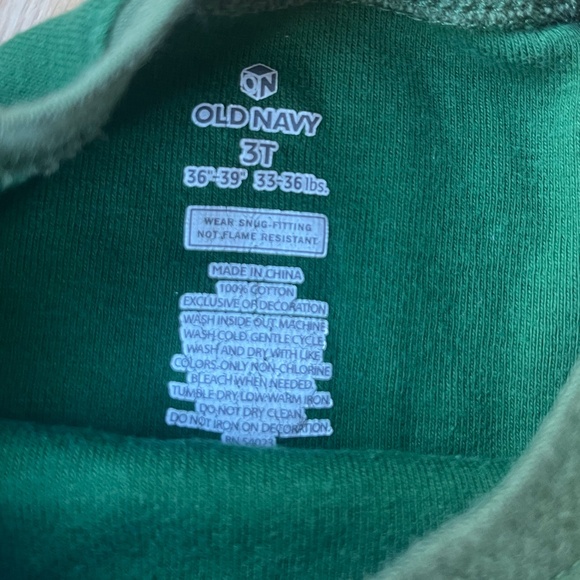 ON
OLD NAVY
3T
36"-39" 33-36 lbs.
WEAR SNUG-FITTING
NOT FLAME RESISTANT
MADE IN CHINA
100% COTTON
EXCLUSIVE OF DECORATION
WASH INSIDE OUT MACHINE
WASH COLD, GENTLE CYCLE
WASH AND DRY WITH LIKE
COLORS ONLY NON-CHLORINE
BLEACH WHEN NEEDED,
TUMBLE DRY, LOW WARM IRON
DO NOT DRY CLEAN,
DO NOT IRON ON DECORATION,
RN 54023